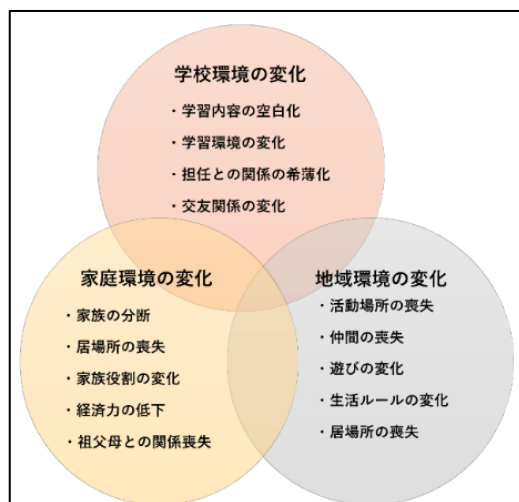 学校環境の変化
・学習内容の空白化
・学習環境の変化
・担任との関係の希薄化
・交友関係の変化
家庭環境の変化
・家族の分断
・居場所の喪失
・家族役割の変化
・経済力の低下
・祖父母との関係喪失
地域環境の変化
・活動場所の喪失
・仲間の喪失
・遊びの変化
・生活ルールの変化
・居場所の喪失